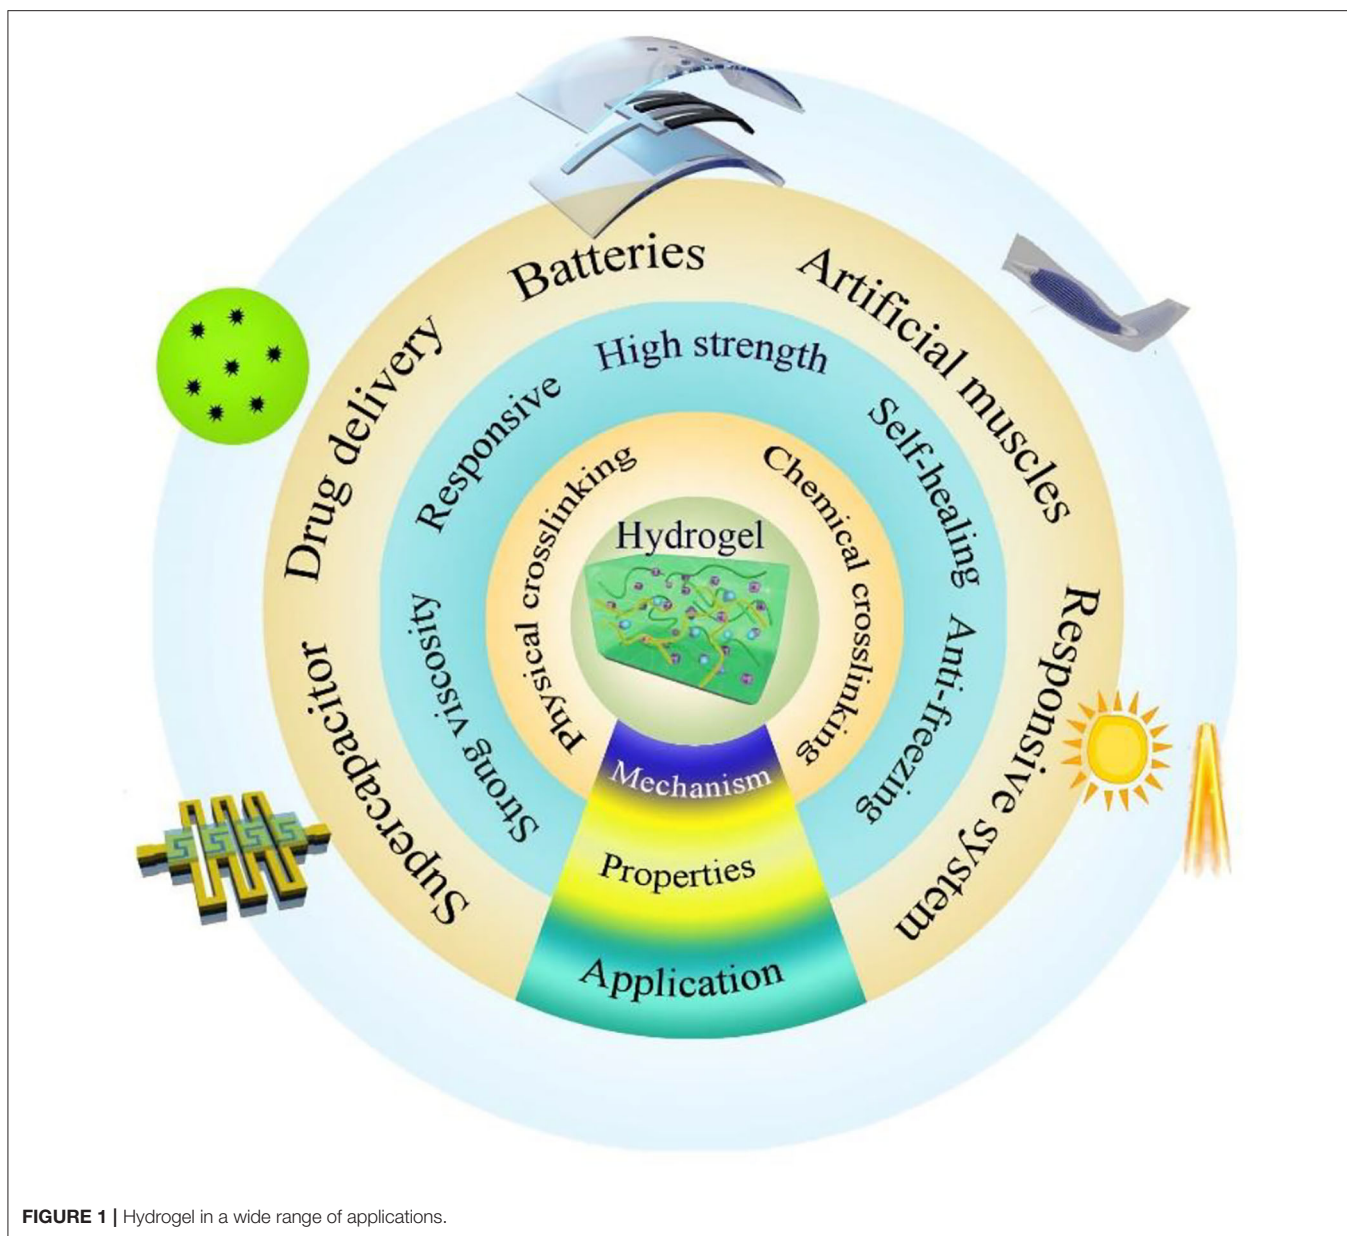 Batteries
Artificial muscles
Drug delivery
High strength
Responsive
Self-healing
Physical crosslinking
Chemical crosslinking
Hydrogel
Strong viscosity
Anti-freezing
Supercapacitor
Responsive system
Mechanism
Properties
Application
FIGURE 1 | Hydrogel in a wide range of applications.